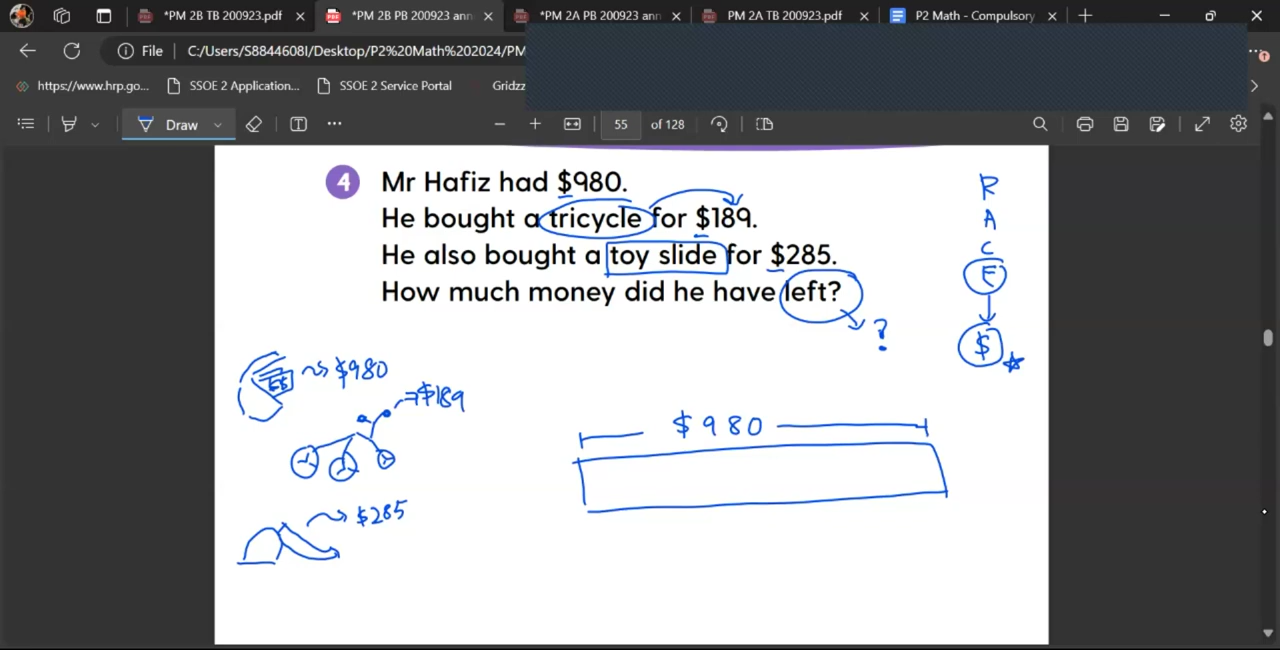 *PM 2B TB 200923.pdf
*PM 2B PB 200923 ann
*PM 2A PB 200923 ann
PM 2A TB 200923.pdf
P2 Math - Compulsory
File
C:/Users/S8844608I/Desktop/P2%20Math%202024/PM
https://www.hrp.go...
SSOE 2 Application...
SSOE 2 Service Portal
Gridzz
Draw
55 of 128
4 Mr Hafiz had $980.
He bought a tricycle for $189.
He also bought a toy slide for $285.
How much money did he have left?
?
R
A
C
E
$
$980
$189
$285
$980